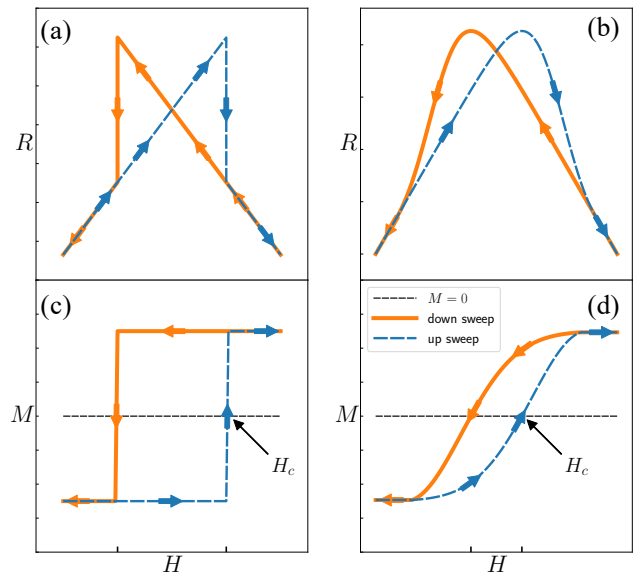 (a)
(b)
R
R
(c)
(d)
M = 0
down sweep
up sweep
M
M
H_c
H_c
H
H